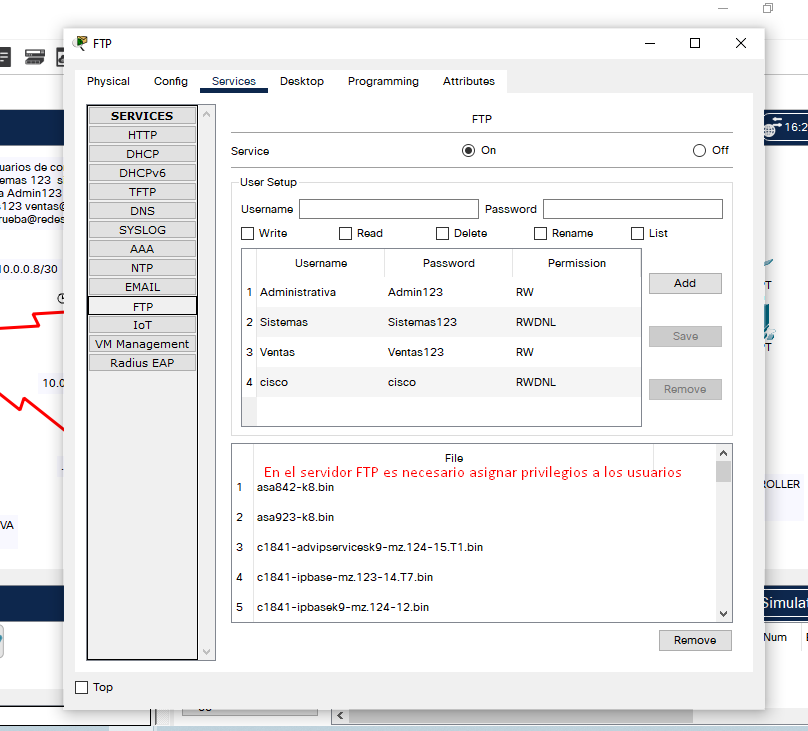 FTP
Physical Config Services Desktop Programming Attributes
SERVICES
HTTP
DHCP
DHCPv6
TFTP
DNS
SYSLOG
AAA
NTP
EMAIL
FTP
IoT
VM Management
Radius EAP
FTP
Service On Off
User Setup
Username Password
Write Read Delete Rename List
Username Password Permission
1 Administrativa Admin123 RW
2 Sistemas Sistemas123 RWDNL
3 Ventas Ventas123 RW
4 cisco cisco RWDNL
Add
Save
Remove
File
En el servidor FTP es necesario asignar privilegios a los usuarios
1 asa842-k8.bin
2 asa923-k8.bin
3 c1841-advipservicesk9-mz.124-15.T1.bin
4 c1841-ipbase-mz.123-14.T7.bin
5 c1841-ipbasek9-mz.124-12.bin
Remove
Top
uarios de co
emas 123 s
a Admin123
s123 ventas@
rueba@redes
10.0.0.8/30
10.0
VA
16:2
PT
T
ROLLER
Simulat
Num